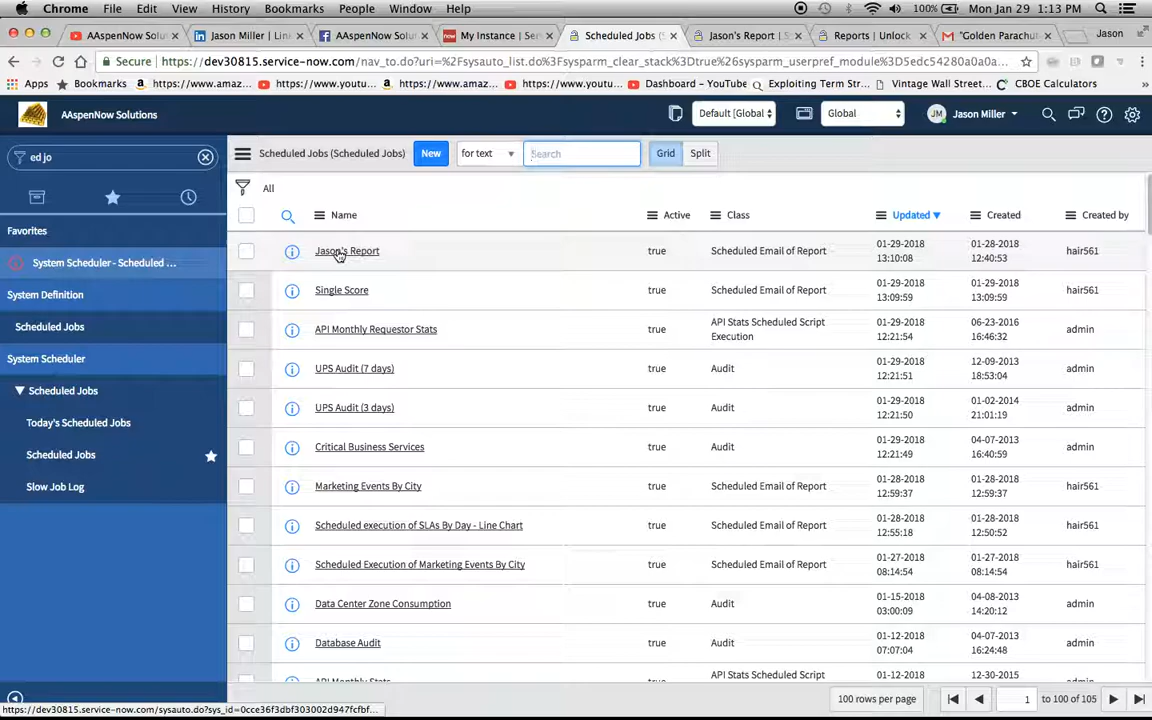 Chrome File Edit View History Bookmarks People Window Help 100% Mon Jan 29 1:13 PM
AAspenNow Solu Jason Miller | Lin AAspenNow Solu My Instance | Ser Scheduled Jobs (S Jason's Report | S Reports | Unlock "Golden Parachu Jason
Secure https://dev30815.service-now.com/nav_to.do?uri=%2Fsysauto_list.do%3Fsysparm_clear_stack%3Dtrue%26sysparm_userpref_module%3D5edc54280a0a0a...
Apps Bookmarks https://www.amaz... https://www.yout... https://www.amaz... https://www.yout... Dashboard – YouTube Exploiting Term Str... Vintage Wall Street... CBOE Calculators
AAspenNow Solutions Default [Global Global JM Jason Miller
ed jo Scheduled Jobs (Scheduled Jobs) New for text Search Grid Split
All
Name Active Class Updated Created Created by
Favorites
System Scheduler - Scheduled ...
System Definition
Scheduled Jobs
System Scheduler
Scheduled Jobs
Today's Scheduled Jobs
Scheduled Jobs
Slow Job Log
Jason's Report true Scheduled Email of Report 01-29-2018 13:10:08 01-28-2018 12:40:53 hair561
Single Score true Scheduled Email of Report 01-29-2018 13:09:59 01-29-2018 13:09:59 hair561
API Monthly Requestor Stats true API Stats Scheduled Script Execution 01-29-2018 12:21:54 06-23-2016 16:46:32 admin
UPS Audit (7 days) true Audit 01-29-2018 12:21:51 12-09-2013 18:53:04 admin
UPS Audit (3 days) true Audit 01-29-2018 12:21:50 01-02-2014 21:01:19 admin
Critical Business Services true Audit 01-29-2018 12:21:49 04-07-2013 16:40:59 admin
Marketing Events By City true Scheduled Email of Report 01-28-2018 12:59:37 01-28-2018 12:59:37 hair561
Scheduled execution of SLAs By Day - Line Chart true Scheduled Email of Report 01-28-2018 12:55:18 01-28-2018 12:50:52 hair561
Scheduled Execution of Marketing Events By City true Scheduled Email of Report 01-27-2018 08:14:54 01-27-2018 08:14:54 hair561
Data Center Zone Consumption true Audit 01-15-2018 03:00:09 04-08-2013 14:20:12 admin
Database Audit true Audit 01-12-2018 07:07:04 04-07-2013 16:24:48 admin
API Monthly Stats API Stats Scheduled Script 01-12-2018 12-30-2015
100 rows per page 1 to 100 of 105
https://dev30815.service-now.com/sysauto.do?sys_id=0cce36f3dbf303002d947fcfbf...